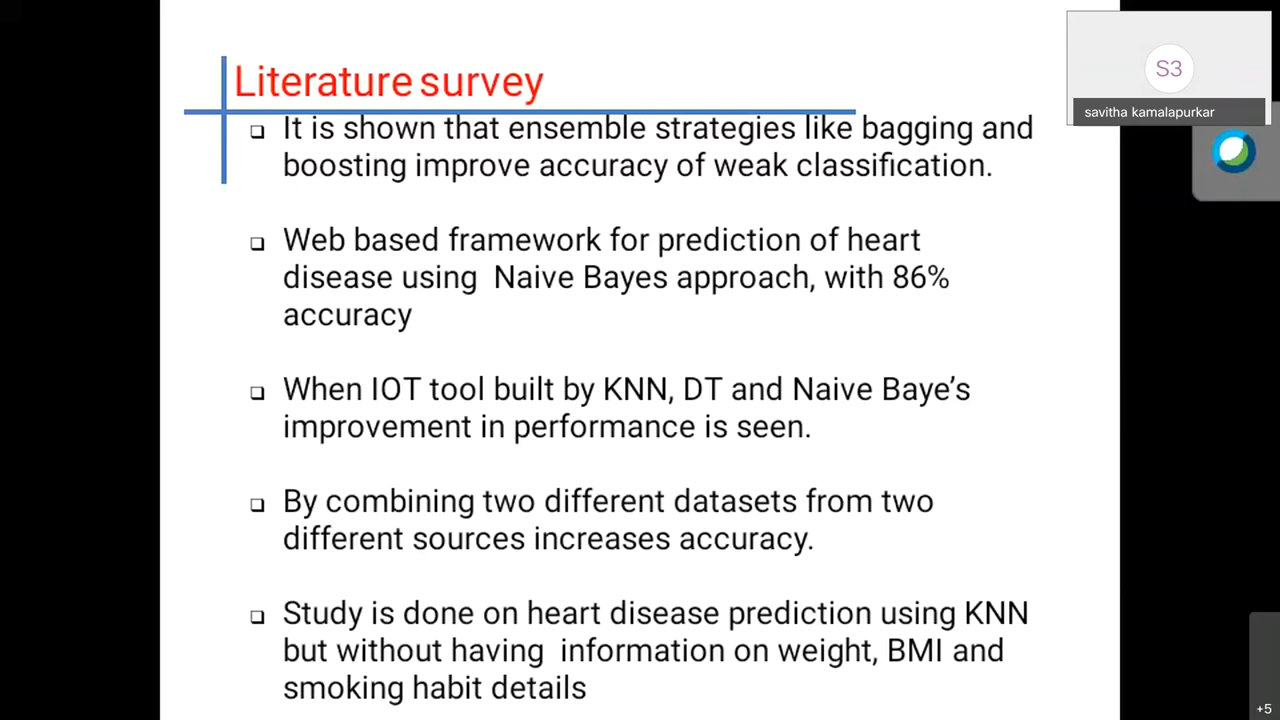 Literature survey
It is shown that ensemble strategies like bagging and
boosting improve accuracy of weak classification.
Web based framework for prediction of heart
disease using Naive Bayes approach, with 86%
accuracy
When IOT tool built by KNN, DT and Naive Baye’s
improvement in performance is seen.
By combining two different datasets from two
different sources increases accuracy.
Study is done on heart disease prediction using KNN
but without having information on weight, BMI and
smoking habit details
S3
savitha kamalapurkar
+5